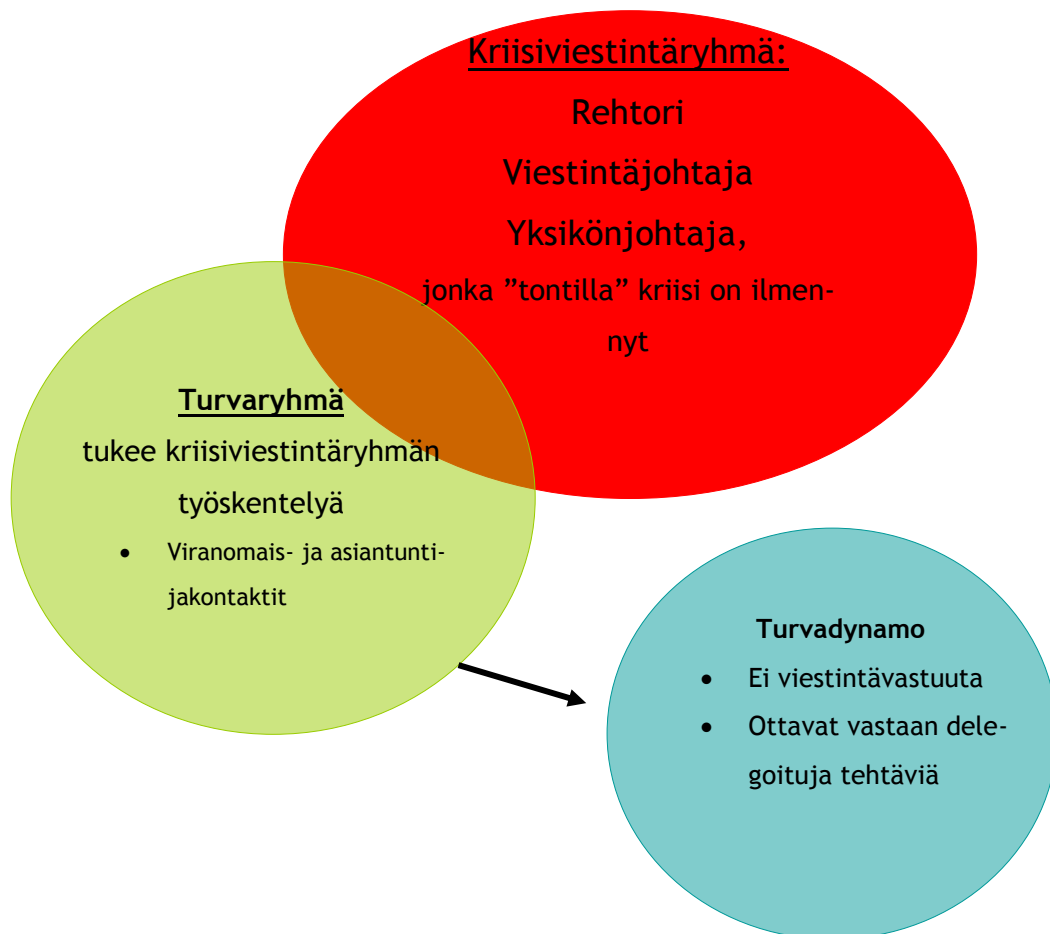 Kriisiviestintäryhmä:
Rehtori
Viestintäjohtaja
Yksikönjohtaja,
jonka ”tontilla” kriisi on ilmen-
nyt
Turvaryhmä
tukee kriisiviestintäryhmän
työskentelyä
• Viranomais- ja asiantunti-
jakontaktit
Turvadynamo
• Ei viestintävastuuta
• Ottavat vastaan dele-
goituja tehtäviä